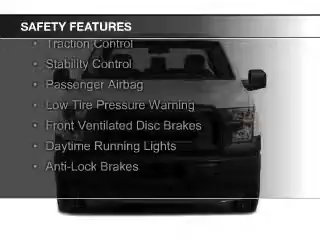 SAFETY FEATURES
• Traction Control
• Stability Control
• Passenger Airbag
• Low Tire Pressure Warning
• Front Ventilated Disc Brakes
• Daytime Running Lights
• Anti-Lock Brakes